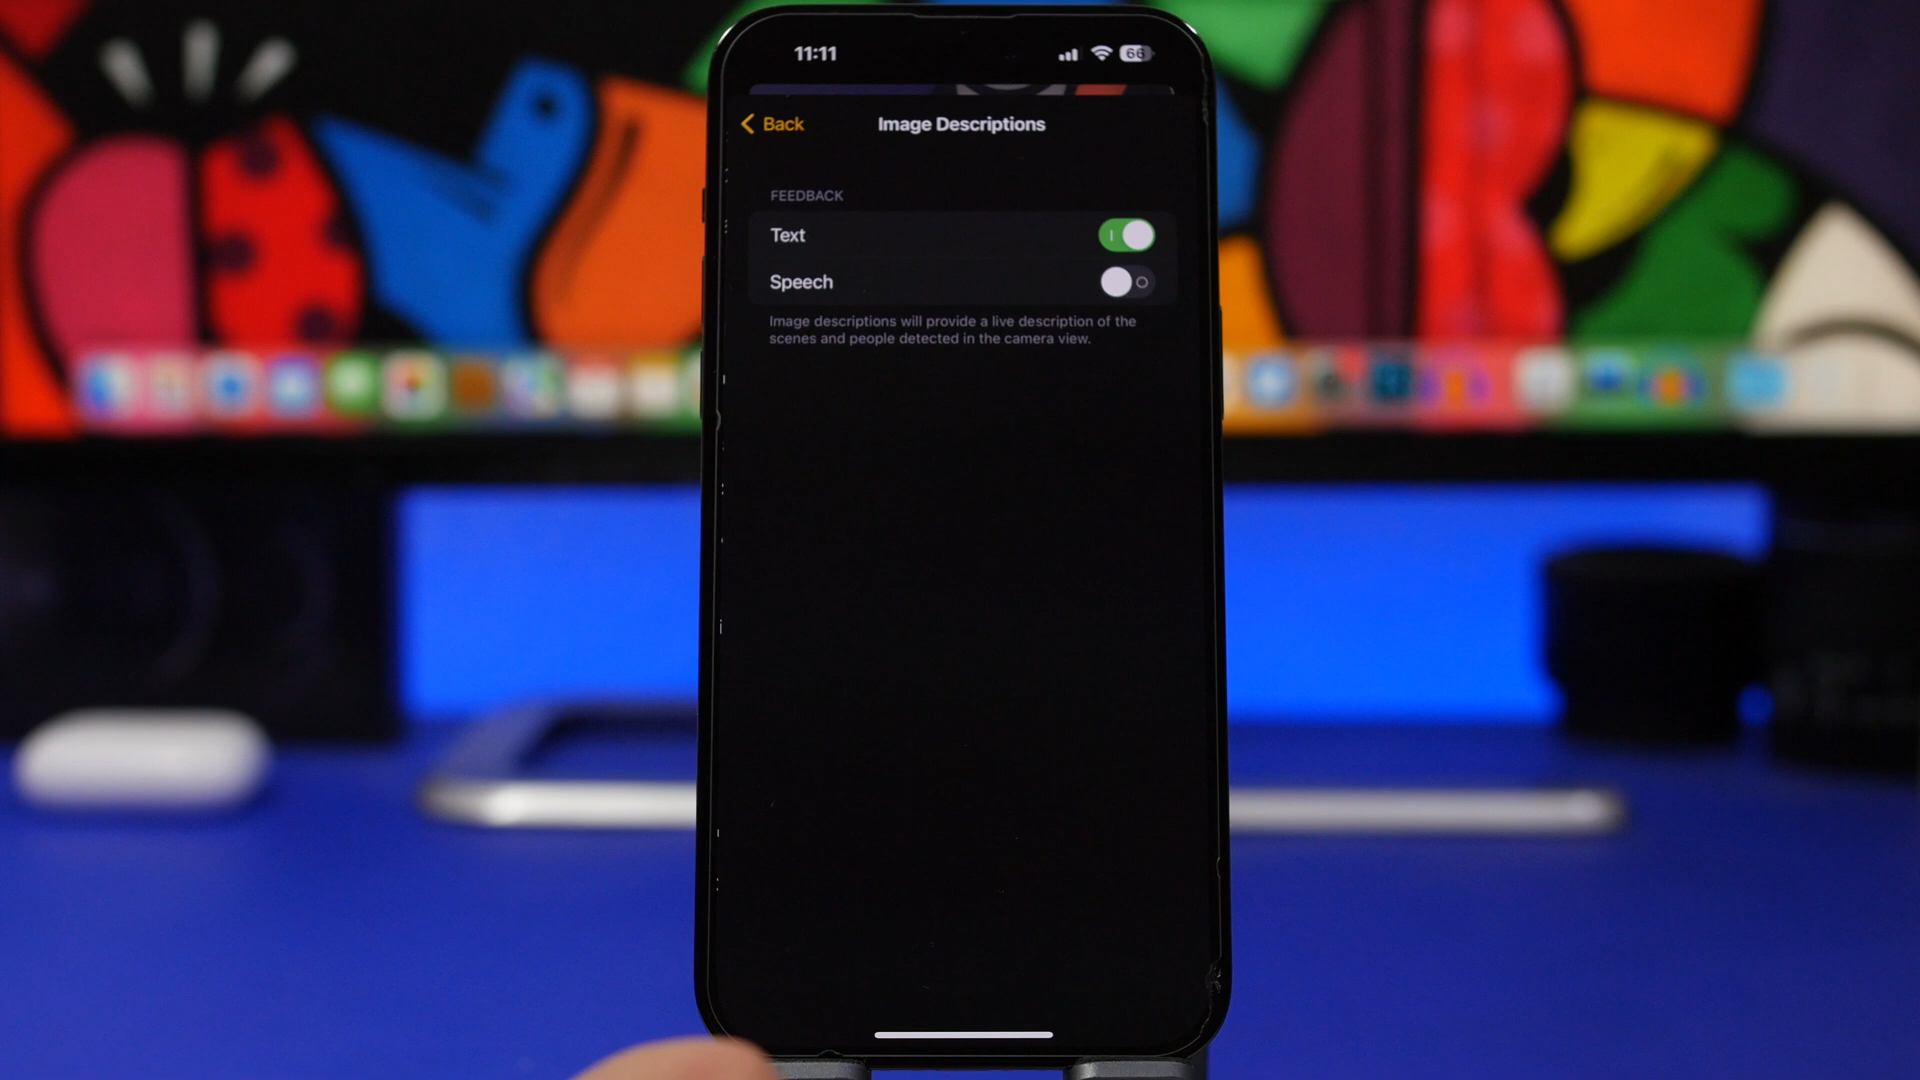 11:11
66
Back
Image Descriptions
FEEDBACK
Text
Speech
Image descriptions will provide a live description of the
scenes and people detected in the camera view.